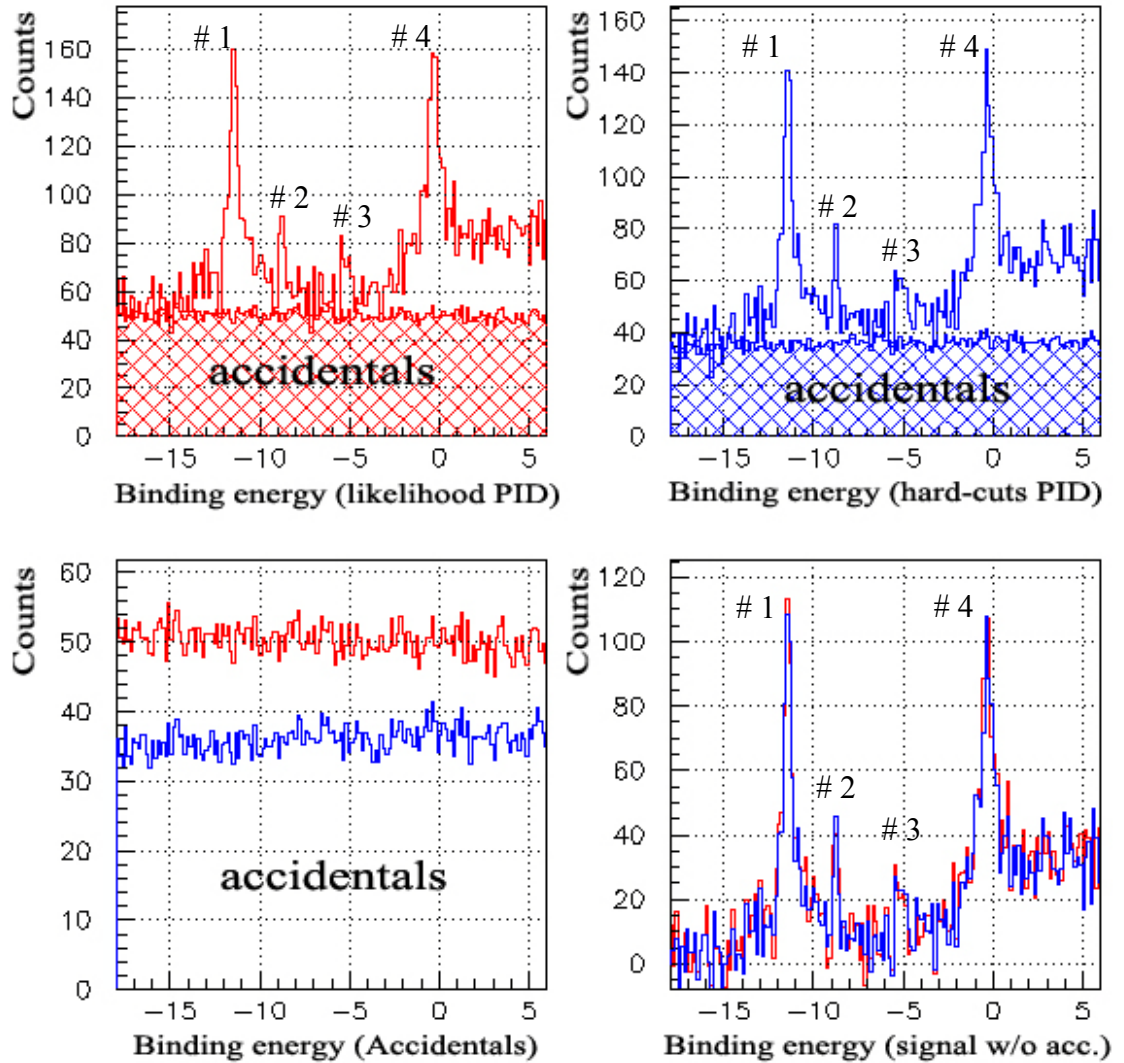 Counts
160
140
120
100
80
60
40
20
0
# 1
# 2
# 3
# 4
accidentals
−15 −10 −5 0 5
Binding energy (likelihood PID)
Counts
160
140
120
100
80
60
40
20
0
# 1
# 2
# 3
# 4
accidentals
−15 −10 −5 0 5
Binding energy (hard-cuts PID)
Counts
60
50
40
30
20
10
0
accidentals
−15 −10 −5 0 5
Binding energy (Accidentals)
Counts
120
100
80
60
40
20
0
# 1
# 2
# 3
# 4
−15 −10 −5 0 5
Binding energy (signal w/o acc.)